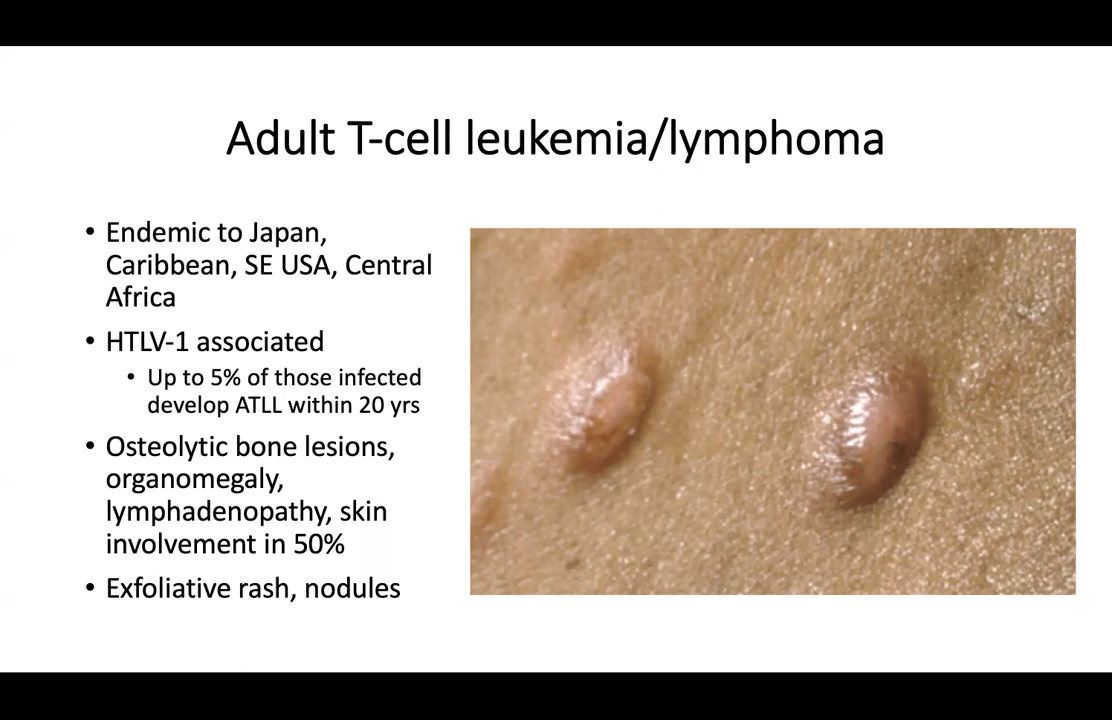 Adult T-cell leukemia/lymphoma
• Endemic to Japan,
Caribbean, SE USA, Central
Africa
• HTLV-1 associated
• Up to 5% of those infected
develop ATLL within 20 yrs
• Osteolytic bone lesions,
organomegaly,
lymphadenopathy, skin
involvement in 50%
• Exfoliative rash, nodules